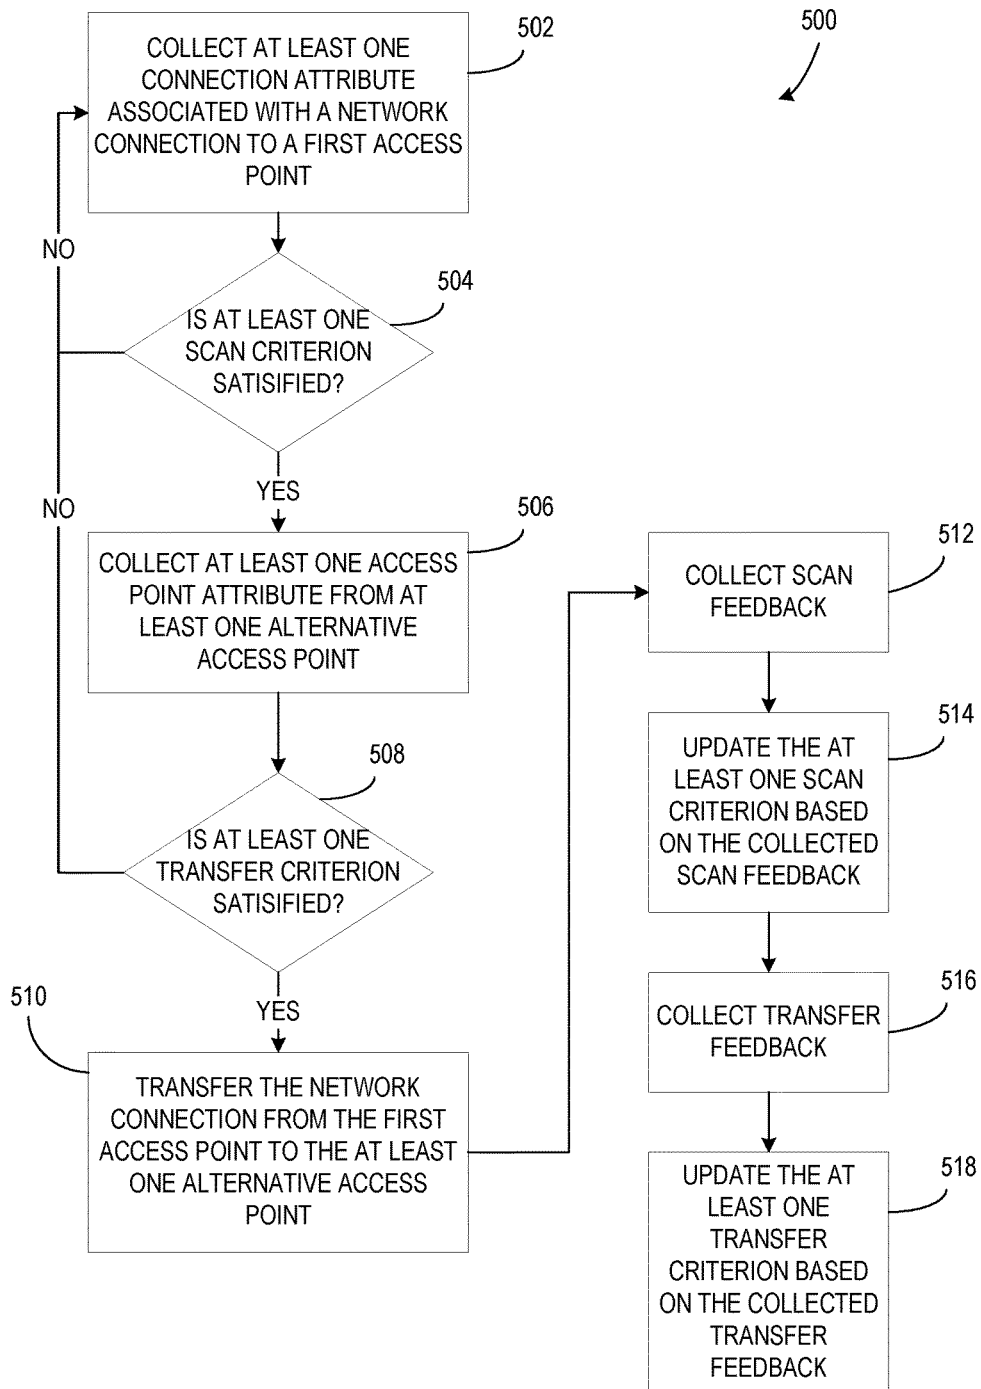 500
502
COLLECT AT LEAST ONE
CONNECTION ATTRIBUTE
ASSOCIATED WITH A NETWORK
CONNECTION TO A FIRST ACCESS
POINT
NO
504
IS AT LEAST ONE
SCAN CRITERION
SATISIFIED?
YES
NO
506
COLLECT AT LEAST ONE ACCESS
POINT ATTRIBUTE FROM AT
LEAST ONE ALTERNATIVE
ACCESS POINT
508
IS AT LEAST ONE
TRANSFER CRITERION
SATISIFIED?
YES
510
TRANSFER THE NETWORK
CONNECTION FROM THE FIRST
ACCESS POINT TO THE AT LEAST
ONE ALTERNATIVE ACCESS
POINT
512
COLLECT SCAN
FEEDBACK
514
UPDATE THE AT
LEAST ONE SCAN
CRITERION BASED
ON THE COLLECTED
SCAN FEEDBACK
516
COLLECT TRANSFER
FEEDBACK
518
UPDATE THE AT
LEAST ONE
TRANSFER
CRITERION BASED
ON THE COLLECTED
TRANSFER
FEEDBACK